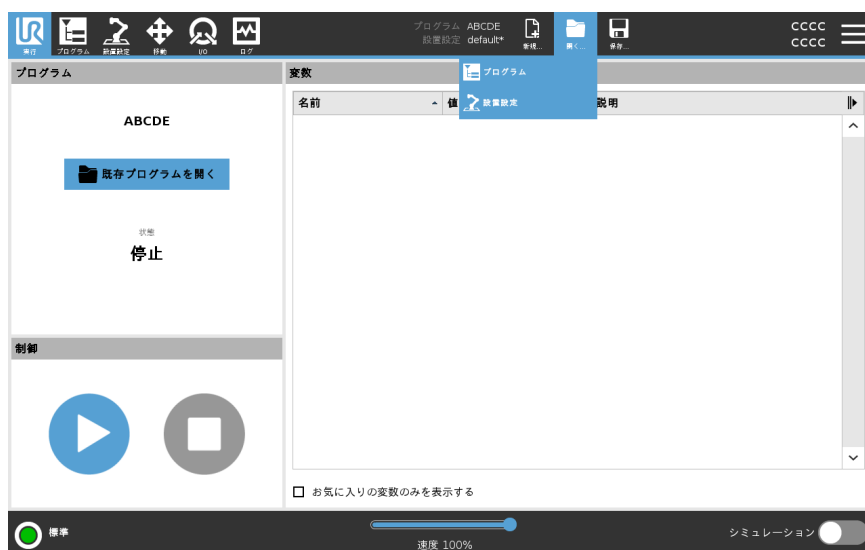 UR
実行
プログラム
設置設定
移動
I/O
ログ
プログラム ABCDE
設置設定 default*
新規...
開く...
保存...
CCCC
CCCC
プログラム
設置設定
プログラム
ABCDE
既存プログラムを開く
状態
停止
制御
変数
名前
値
説明
お気に入りの変数のみを表示する
標準
速度 100%
シミュレーション